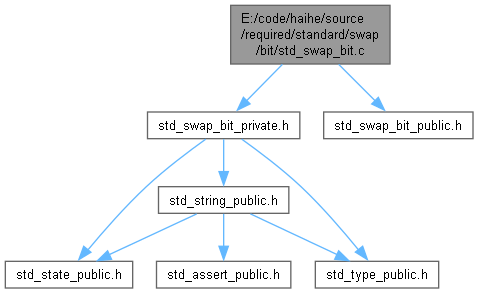 E:/code/haihe/source
/required/standard/swap
/bit/std_swap_bit.c
std_swap_bit_private.h
std_swap_bit_public.h
std_string_public.h
std_state_public.h
std_assert_public.h
std_type_public.h